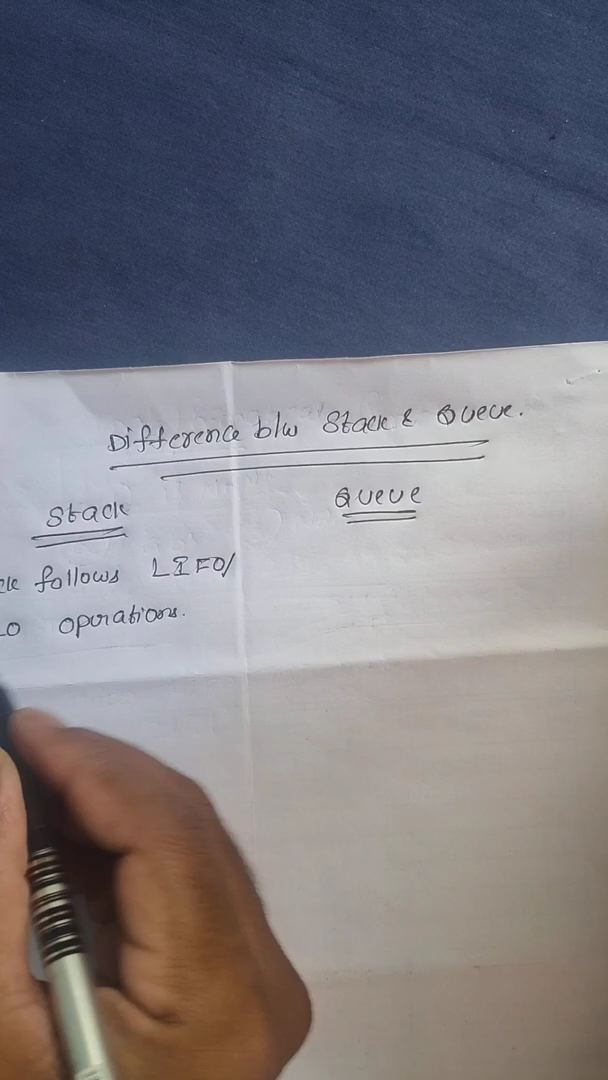 Difference b/w Stack & Queue.
Stack
Queue
follows LIFO/
operations.